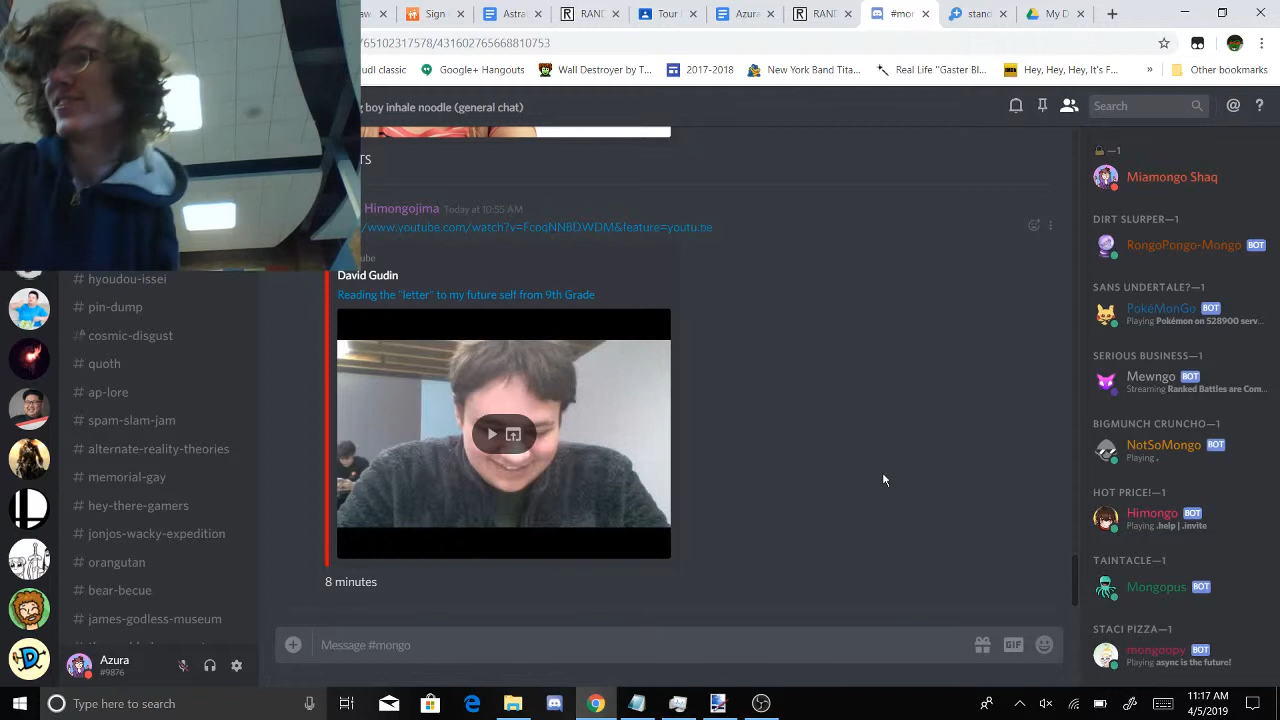 Sign-
Azura
RAND
Tour
Azura
RAND
#mo
stand
My D
65102317578/431602765668810753
audl classic
Google+ Hangouts
Wall Destroyer by T...
2017-2018
New York Band Tita...
Real Life "Gaster Bl...
Hey, Hey, Hey, It's F...
»
Other bookmarks
g boy inhale noodle (general chat)
Search
TS
—1
Miamongo Shaq
Himongojima Today at 10:55 AM
/www.youtube.com/watch?v=FcoqNNBDWDM&feature=youtu.be
ube
David Gudin
Reading the "letter" to my future self from 9th Grade
8 minutes
hyoudou-issei
# pin-dump
# cosmic-disgust
# quoth
# ap-lore
# spam-slam-jam
# alternate-reality-theories
# memorial-gay
# hey-there-gamers
# jonjos-wacky-expedition
# orangutan
# bear-becue
# james-godless-museum
Azura
#9876
Message #mongo
GIF
DIRT SLURPER—1
RongoPongo-Mongo BOT
SANS UNDERTALE?—1
PokéMonGo BOT
Playing Pokémon on 528900 serv...
SERIOUS BUSINESS—1
Mewngo BOT
Streaming Ranked Battles are Com...
BIGMUNCH CRUNCHO—1
NotSoMongo BOT
Playing .
HOT PRICE!—1
Himongo BOT
Playing .help | .invite
TAINTACLE—1
Mongopus BOT
STACI PIZZA—1
mongoopy BOT
Playing async is the future!
Type here to search
11:17 AM
4/5/2019